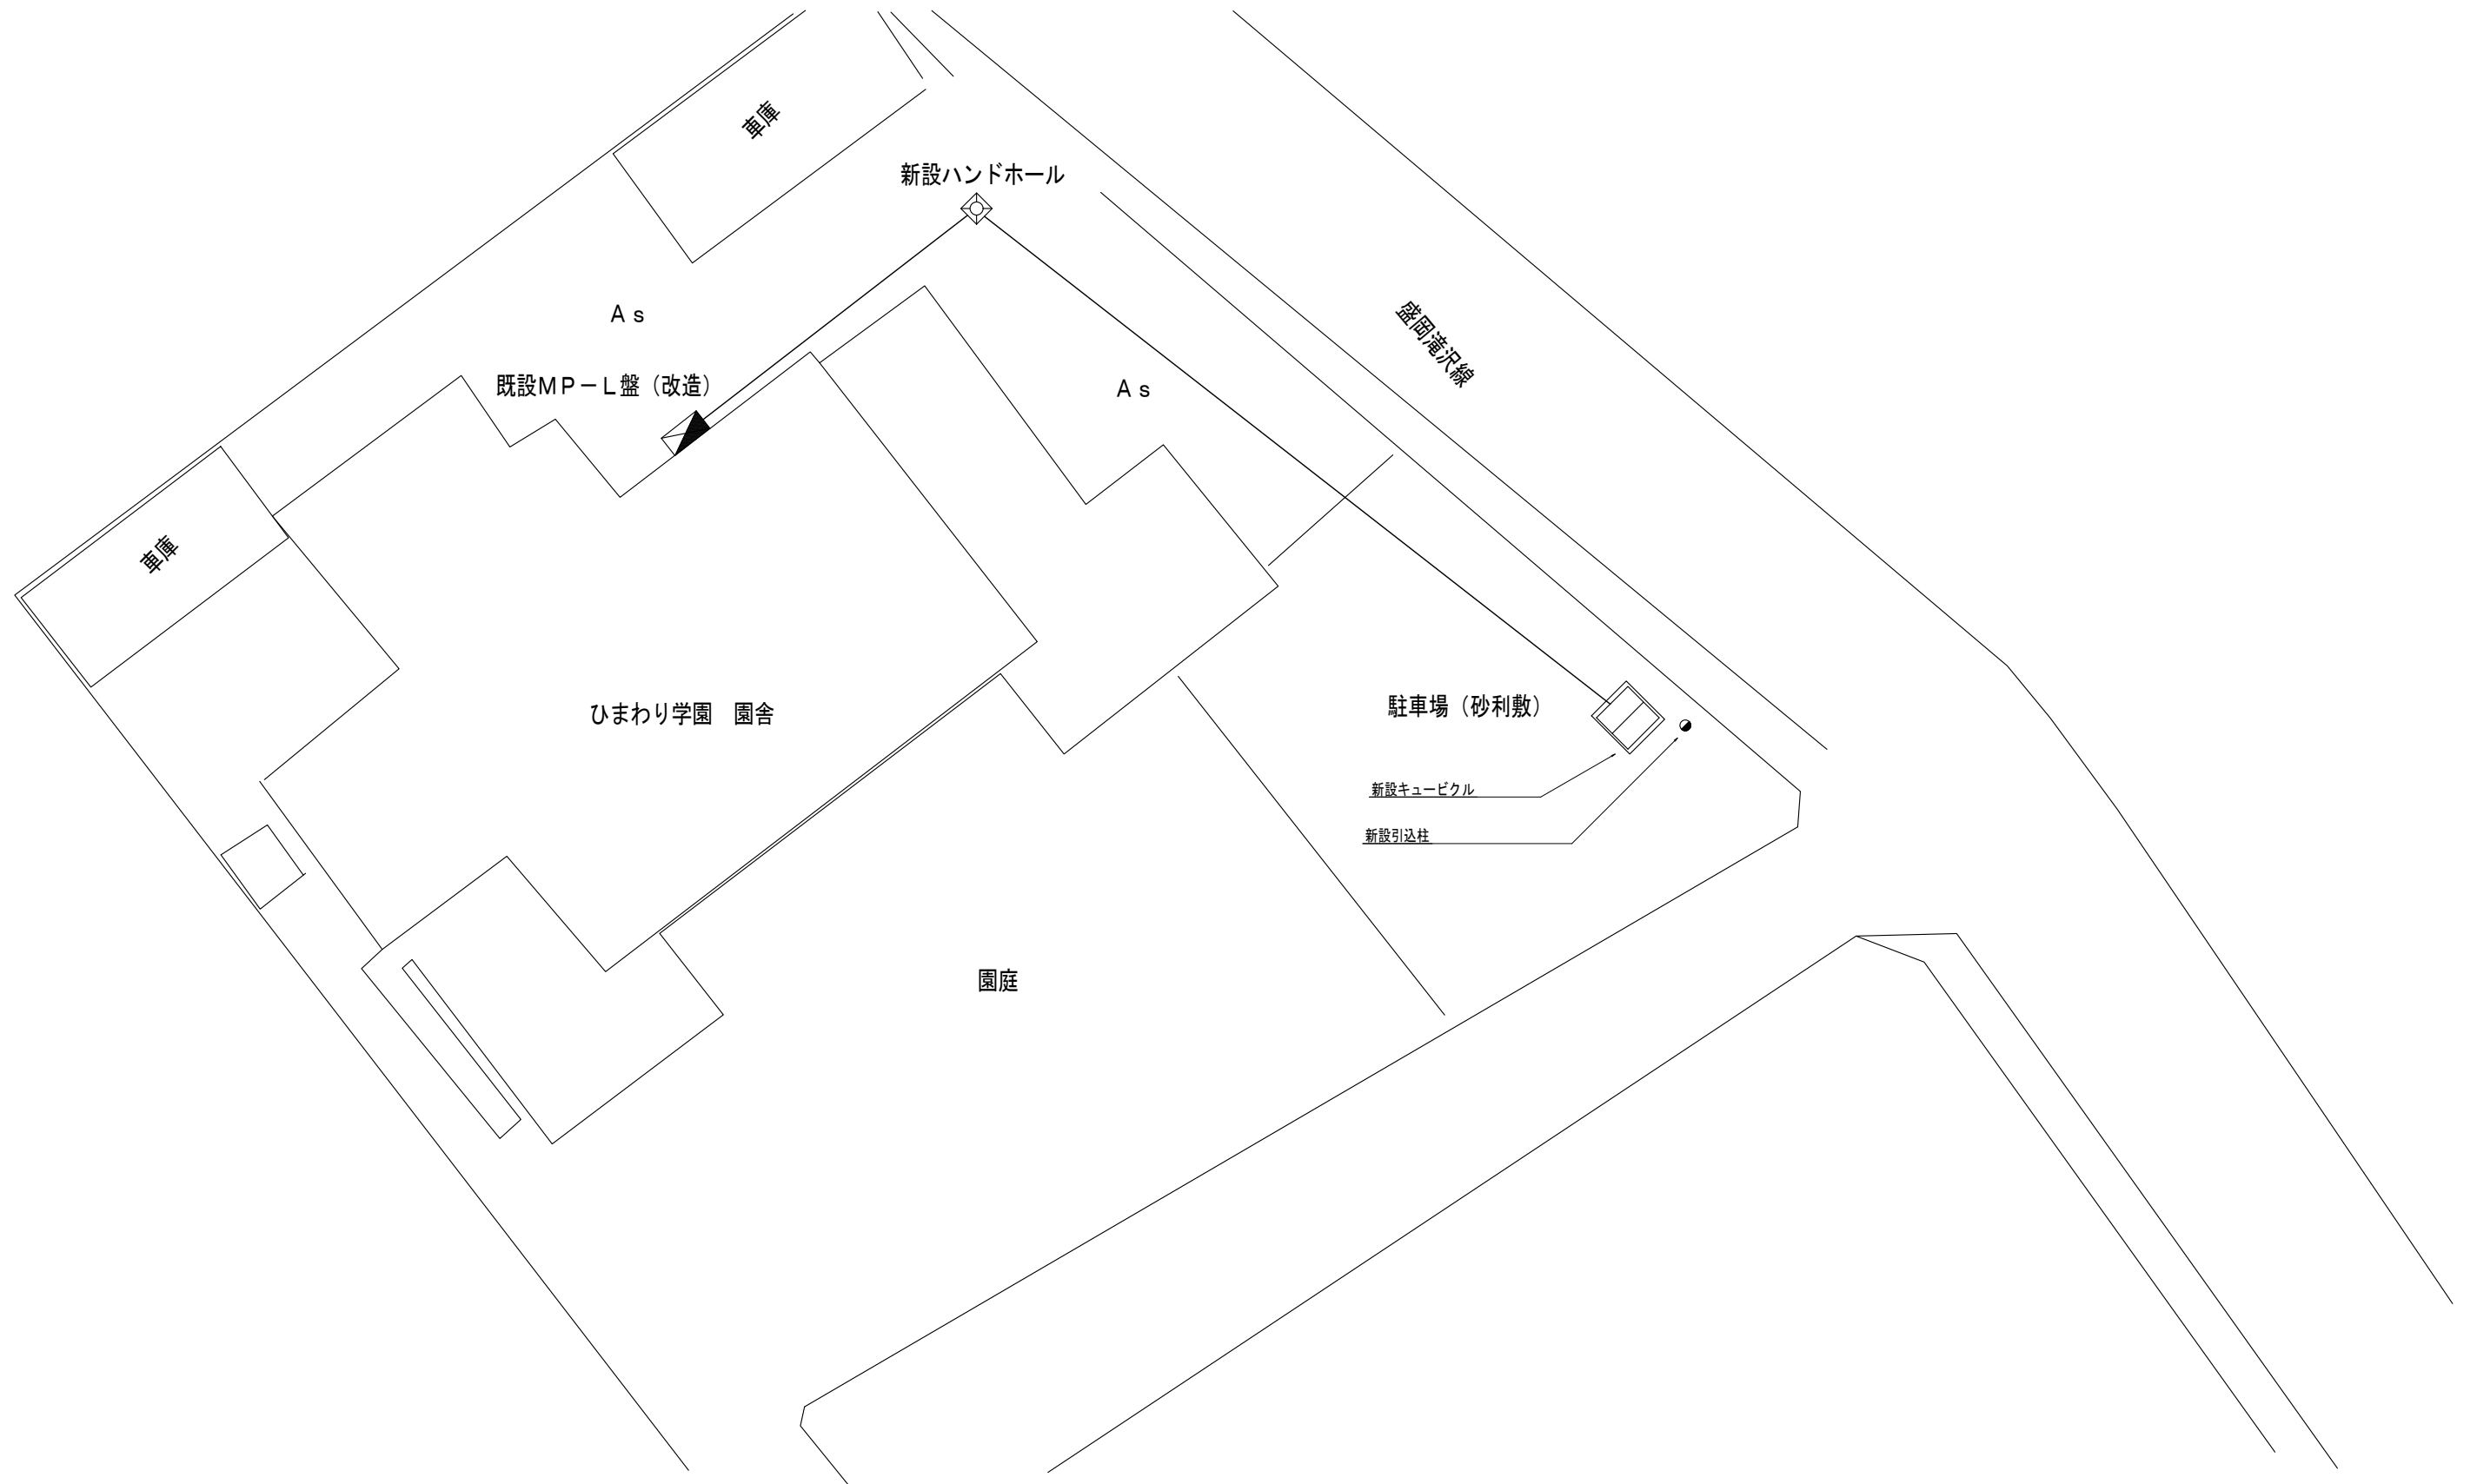 車庫
新設ハンドホール
盛岡滝沢線
Ａｓ
既設ＭＰ－Ｌ盤（改造）
Ａｓ
車庫
ひまわり学園　園舎
駐車場（砂利敷）
新設キュービクル
新設引込柱
園庭